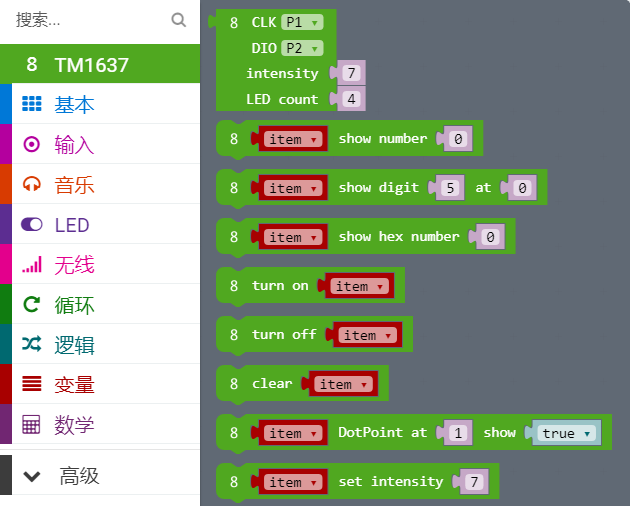 搜索...
8 TM1637
基本
输入
音乐
LED
无线
循环
逻辑
变量
数学
高级
8 CLK P1
DIO P2
intensity 7
LED count 4
8 item show number 0
8 item show digit 5 at 0
8 item show hex number 0
8 turn on item
8 turn off item
8 clear item
8 item DotPoint at 1 show true
8 item set intensity 7